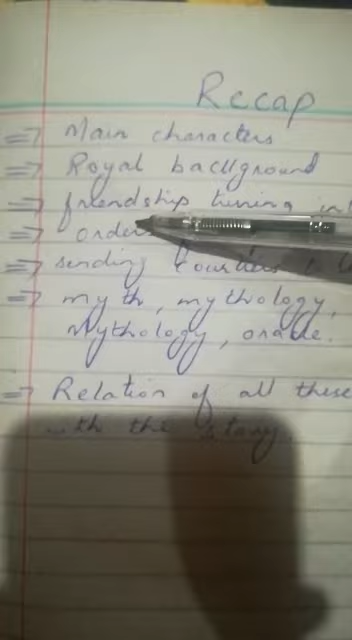 Recap
⇒ Main characters
⇒ Royal background
⇒ friendship turning in
⇒ order
⇒ sending
⇒ myth, mythology,
Mythology, oracle.
⇒ Relation of all these
with the story.